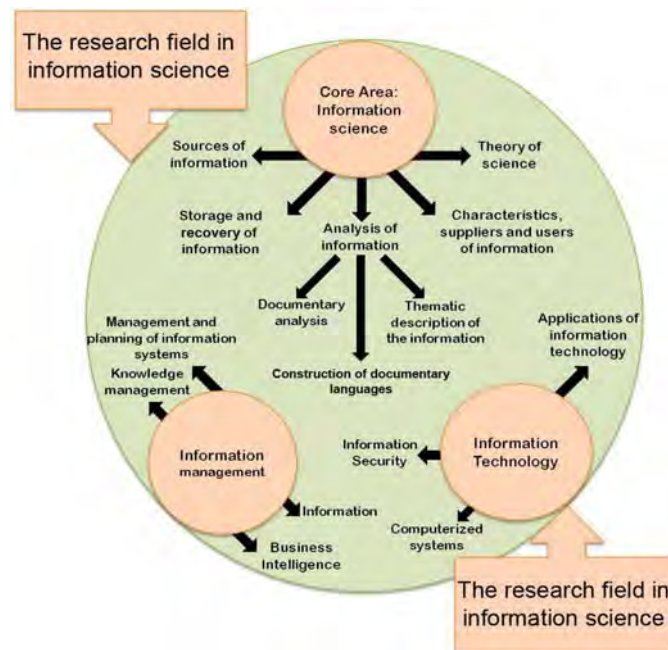 The research field in
information science
Core Area:
Information
science
Sources of
information
Theory of
science
Storage and
recovery of
information
Analysis of
information
Characteristics,
suppliers and users
of information
Documentary
analysis
Thematic
description of
the information
Construction of documentary
languages
Management and
planning of information
systems
Knowledge
management
Applications of
information
technology
Information
management
Information
Business
Intelligence
Information
Security
Information
Technology
Computerized
systems
The research field in
information science